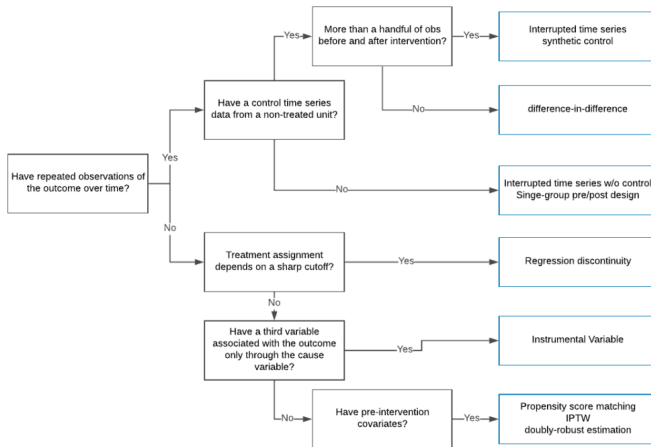 More than a handful of obs
before and after intervention?
Yes
Yes
Interrupted time series
synthetic control
No
Have a control time series
data from a non-treated unit?
difference-in-difference
Yes
Have repeated observations of
the outcome over time?
No
Interrupted time series w/o control
Singe-group pre/post design
No
Treatment assignment
depends on a sharp cutoff?
Yes
Regression discontinuity
No
Have a third variable
associated with the outcome
only through the cause
variable?
Yes
Instrumental Variable
No
Have pre-intervention
covariates?
Yes
Propensity score matching
IPTW
doubly-robust estimation